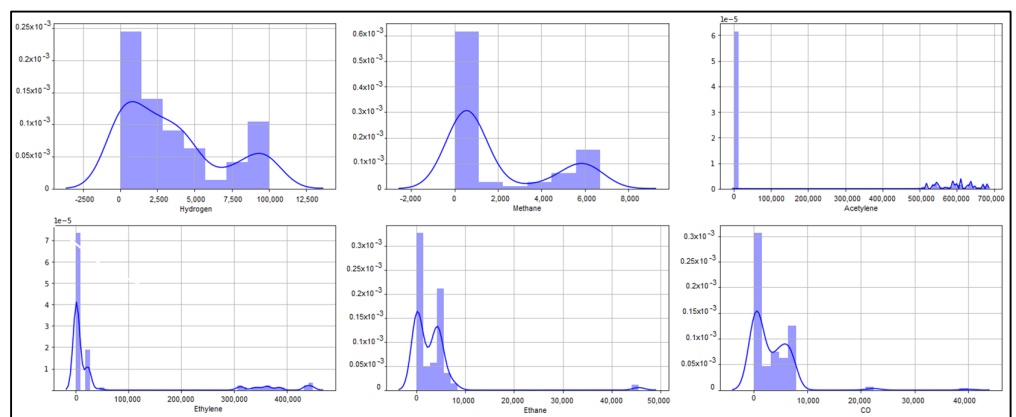 0.25x10⁻³
0.2x10⁻³
0.15x10⁻³
0.1x10⁻³
0.05x10⁻³
0
-2500 0 2,500 5,000 7,500 10,000 12,500
Hydrogen
0.6x10⁻³
0.5x10⁻³
0.4x10⁻³
0.3x10⁻³
0.2x10⁻³
0.1x10⁻³
0
-2,000 0 2,000 4,000 6,000 8,000
Methane
1e-5
6
5
4
3
2
1
0
0 100,000 200,000 300,000 400,000 500,000 600,000 700,000
Acetylene
1e-5
7
6
5
4
3
2
1
0 100,000 200,000 300,000 400,000
Ethylene
0.3x10⁻³
0.25x10⁻³
0.2x10⁻³
0.15x10⁻³
0.1x10⁻³
0.05x10⁻³
0
0 10,000 20,000 30,000 40,000 50,000
Ethane
0.3x10⁻³
0.25x10⁻³
0.2x10⁻³
0.15x10⁻³
0.1x10⁻³
0.05x10⁻³
0
0 10,000 20,000 30,000 40,000
CO